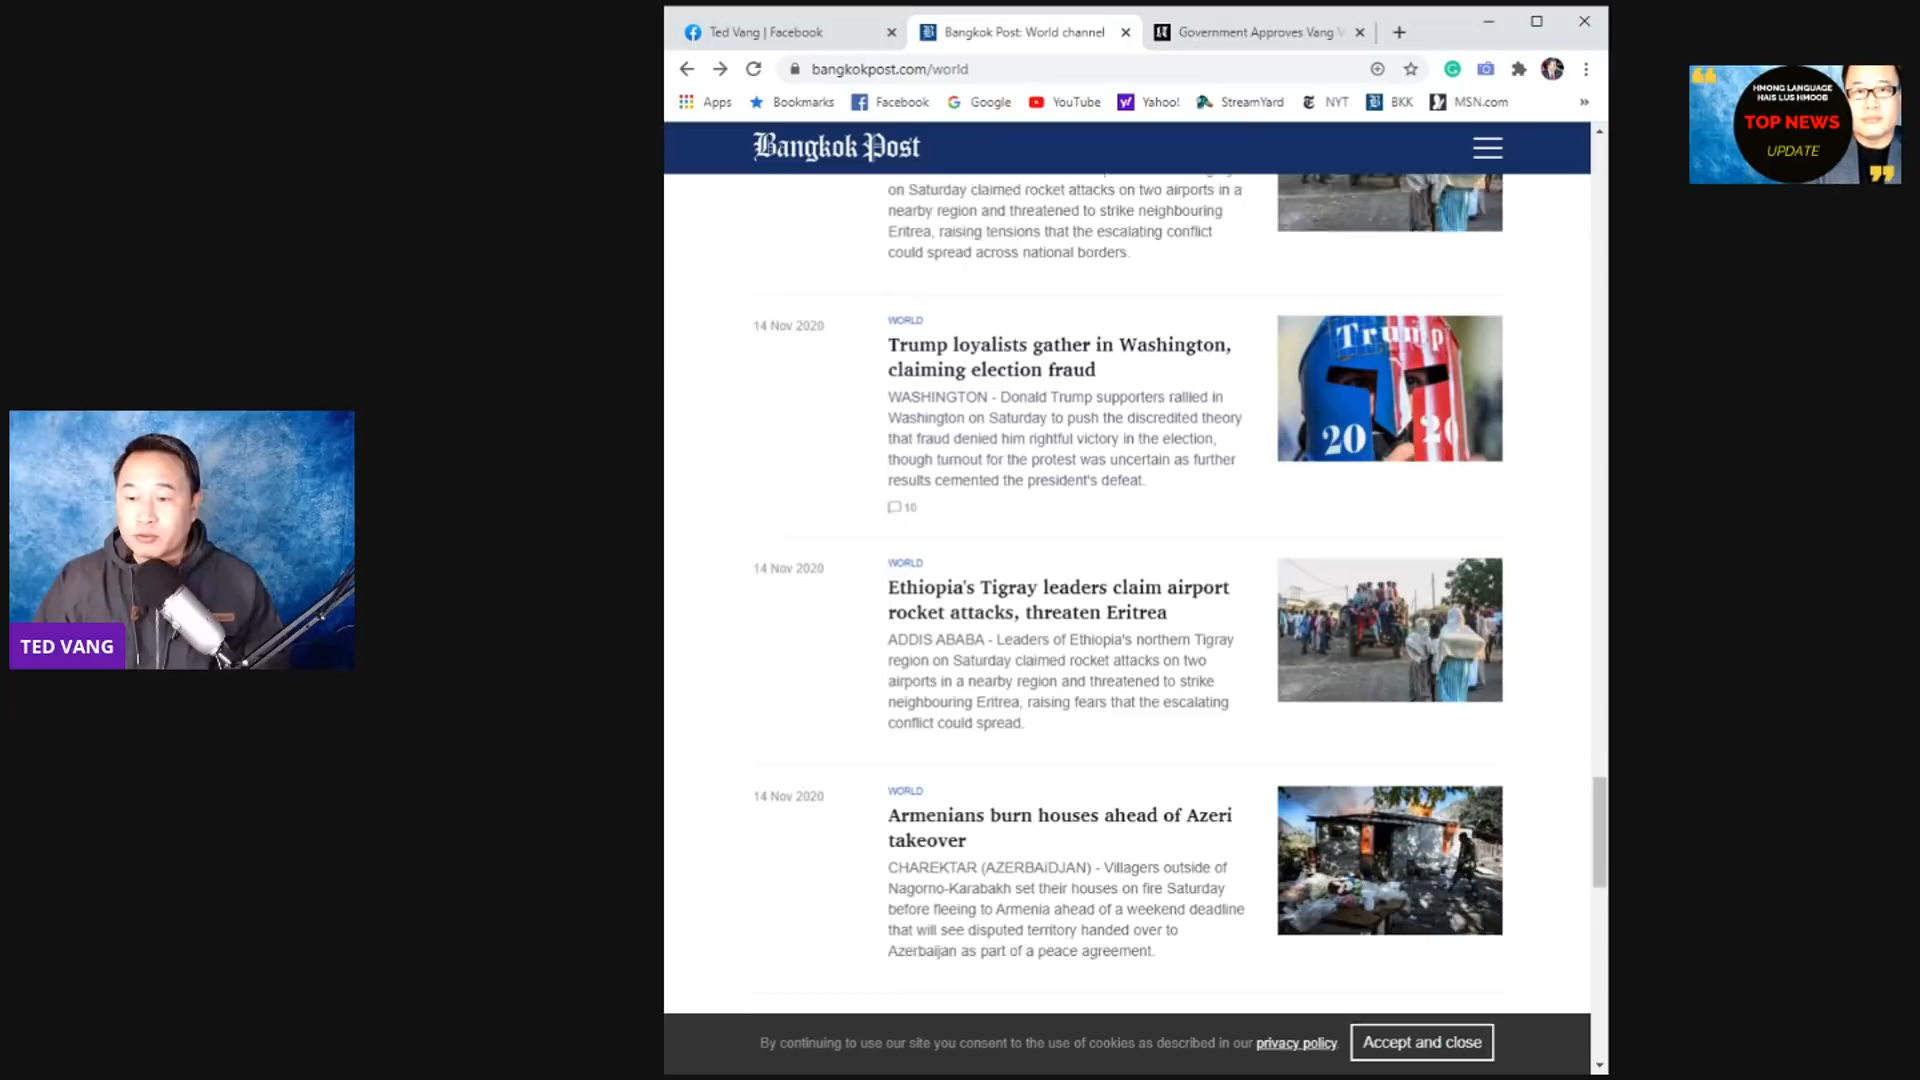 Ted Vang | Facebook
Bangkok Post: World channel
Government Approves Vang V
bangkokpost.com/world
Apps
Bookmarks
Facebook
Google
YouTube
Yahoo!
StreamYard
NYT
BKK
MSN.com
»
HMONG LANGUAGE
HAIS LUS HMOOB
TOP NEWS
UPDATE
Bangkok Post
on Saturday claimed rocket attacks on two airports in a
nearby region and threatened to strike neighbouring
Eritrea, raising tensions that the escalating conflict
could spread across national borders.
14 Nov 2020
WORLD
Trump loyalists gather in Washington,
claiming election fraud
WASHINGTON - Donald Trump supporters rallied in
Washington on Saturday to push the discredited theory
that fraud denied him rightful victory in the election,
though turnout for the protest was uncertain as further
results cemented the president's defeat.
10
Trump
20 20
14 Nov 2020
WORLD
Ethiopia's Tigray leaders claim airport
rocket attacks, threaten Eritrea
ADDIS ABABA - Leaders of Ethiopia's northern Tigray
region on Saturday claimed rocket attacks on two
airports in a nearby region and threatened to strike
neighbouring Eritrea, raising fears that the escalating
conflict could spread.
14 Nov 2020
WORLD
Armenians burn houses ahead of Azeri
takeover
CHAREKTAR (AZERBAÏDJAN) - Villagers outside of
Nagorno-Karabakh set their houses on fire Saturday
before fleeing to Armenia ahead of a weekend deadline
that will see disputed territory handed over to
Azerbaijan as part of a peace agreement.
By continuing to use our site you consent to the use of cookies as described in our privacy policy
Accept and close
TED VANG